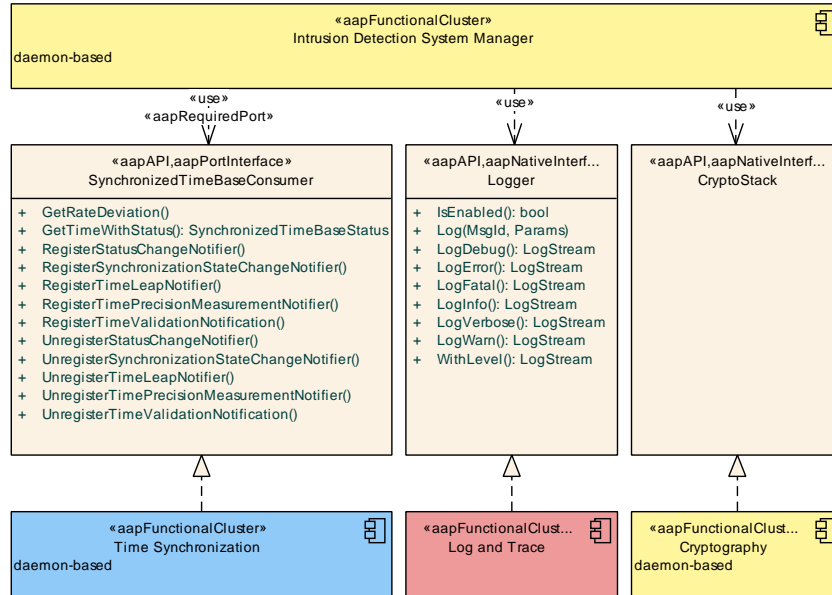 «aapFunctionalCluster»
Intrusion Detection System Manager
daemon-based
«use»
«aapRequiredPort»
«use»
«use»
«aapAPI,aapPortInterface»
SynchronizedTimeBaseConsumer
+ GetRateDeviation()
+ GetTimeWithStatus(): SynchronizedTimeBaseStatus
+ RegisterStatusChangeNotifier()
+ RegisterSynchronizationStateChangeNotifier()
+ RegisterTimeLeapNotifier()
+ RegisterTimePrecisionMeasurementNotifier()
+ RegisterTimeValidationNotification()
+ UnregisterStatusChangeNotifier()
+ UnregisterSynchronizationStateChangeNotifier()
+ UnregisterTimeLeapNotifier()
+ UnregisterTimePrecisionMeasurementNotifier()
+ UnregisterTimeValidationNotification()
«aapAPI,aapNativeInterf...
Logger
+ IsEnabled(): bool
+ Log(MsgId, Params)
+ LogDebug(): LogStream
+ LogError(): LogStream
+ LogFatal(): LogStream
+ LogInfo(): LogStream
+ LogVerbose(): LogStream
+ LogWarn(): LogStream
+ WithLevel(): LogStream
«aapAPI,aapNativeInterf...
CryptoStack
«aapFunctionalCluster»
Time Synchronization
daemon-based
«aapFunctionalClust...
Log and Trace
«aapFunctionalClust...
Cryptography
daemon-based